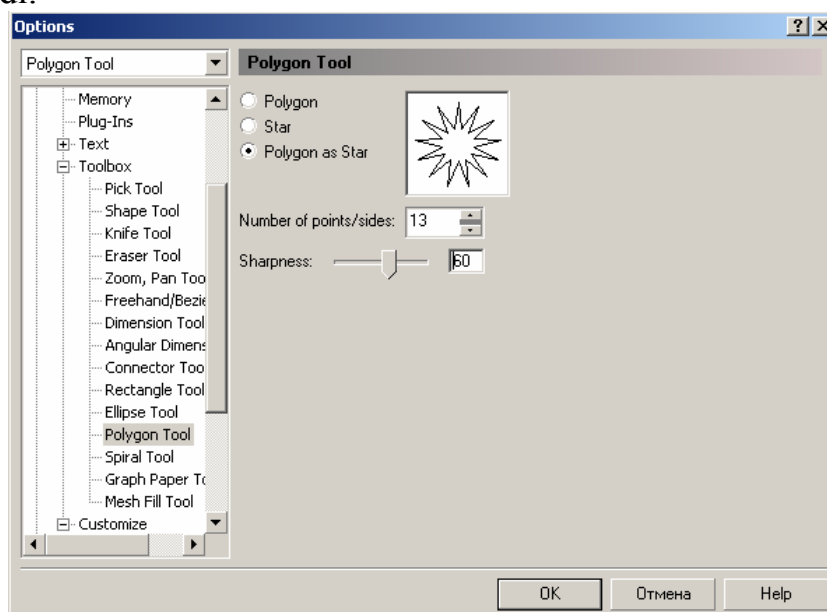 Options
Polygon Tool
Memory
Plug-Ins
Text
Toolbox
Pick Tool
Shape Tool
Knife Tool
Eraser Tool
Zoom, Pan Too
Freehand/Bezie
Dimension Tool
Angular Dimens
Connector Too
Rectangle Tool
Ellipse Tool
Polygon Tool
Spiral Tool
Graph Paper To
Mesh Fill Tool
Customize
Polygon Tool
Polygon
Star
Polygon as Star
Number of points/sides: 13
Sharpness: 60
OK Отмена Help